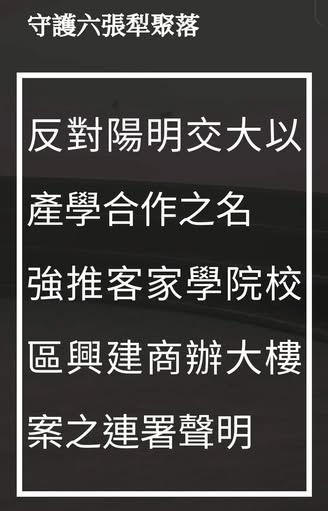 守護六張犁聚落
反對陽明交大以
產學合作之名
強推客家學院校
區興建商辦大樓
案之連署聲明